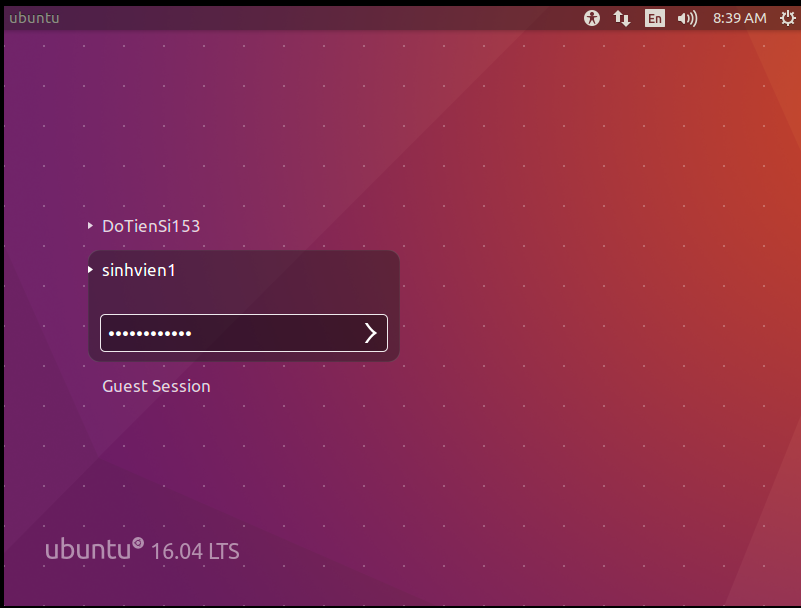 ubuntu En 8:39 AM
DoTienSi153
sinhvien1
••••••••••••
Guest Session
ubuntu 16.04 LTS